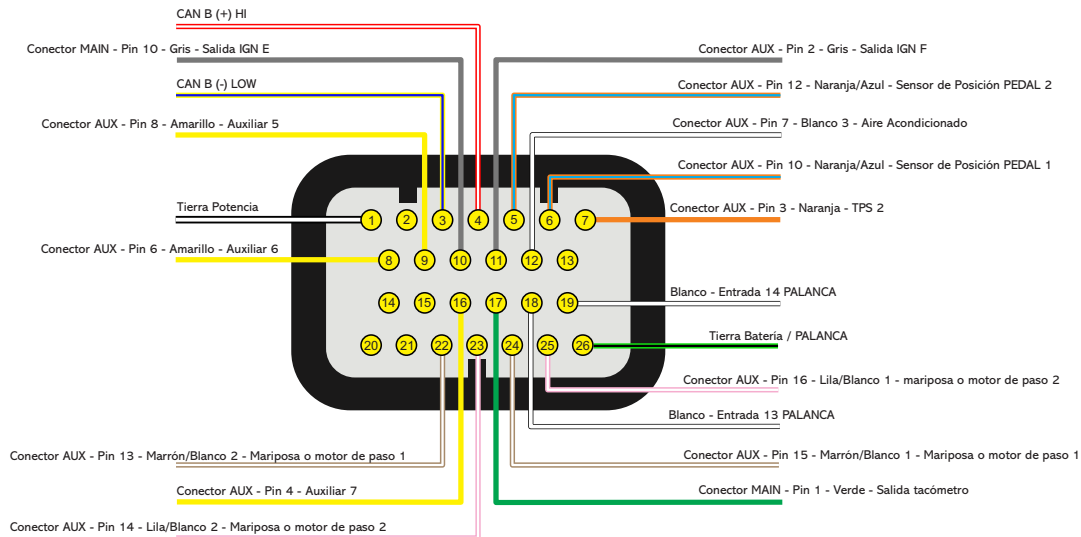 CAN B (+) HI
Conector MAIN - Pin 10 - Gris - Salida IGN E
CAN B (-) LOW
Conector AUX - Pin 8 - Amarillo - Auxiliar 5
Tierra Potencia
Conector AUX - Pin 6 - Amarillo - Auxiliar 6
Conector AUX - Pin 2 - Gris - Salida IGN F
Conector AUX - Pin 12 - Naranja/Azul - Sensor de Posición PEDAL 2
Conector AUX - Pin 7 - Blanco 3 - Aire Acondicionado
Conector AUX - Pin 10 - Naranja/Azul - Sensor de Posición PEDAL 1
Conector AUX - Pin 3 - Naranja - TPS 2
1 2 3 4 5 6 7
8 9 10 11 12 13
14 15 16 17 18 19
20 21 22 23 24 25 26
Blanco - Entrada 14 PALANCA
Tierra Batería / PALANCA
Conector AUX - Pin 16 - Lila/Blanco 1 - mariposa o motor de paso 2
Blanco - Entrada 13 PALANCA
Conector AUX - Pin 15 - Marrón/Blanco 1 - Mariposa o motor de paso 1
Conector MAIN - Pin 1 - Verde - Salida tacómetro
Conector AUX - Pin 13 - Marrón/Blanco 2 - Mariposa o motor de paso 1
Conector AUX - Pin 4 - Auxiliar 7
Conector AUX - Pin 14 - Lila/Blanco 2 - Mariposa o motor de paso 2